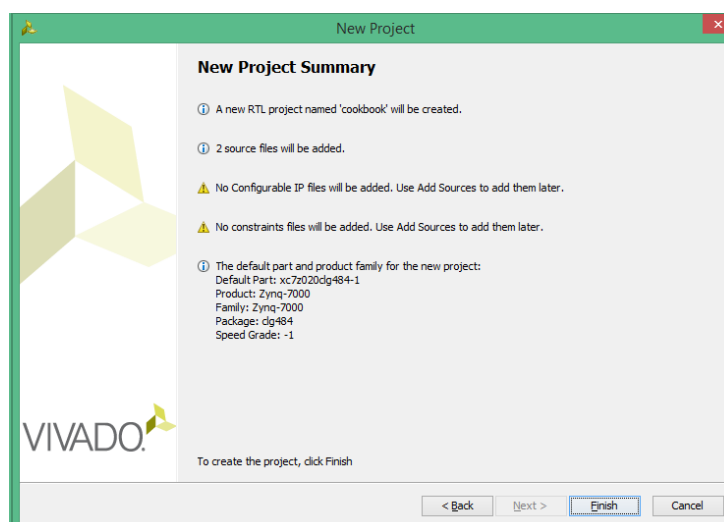 New Project
New Project Summary
A new RTL project named 'cookbook' will be created.
2 source files will be added.
No Configurable IP files will be added. Use Add Sources to add them later.
No constraints files will be added. Use Add Sources to add them later.
The default part and product family for the new project:
Default Part: xc7z020clg484-1
Product: Zynq-7000
Family: Zynq-7000
Package: clg484
Speed Grade: -1
VIVADO.
To create the project, click Finish
< Back Next > Finish Cancel